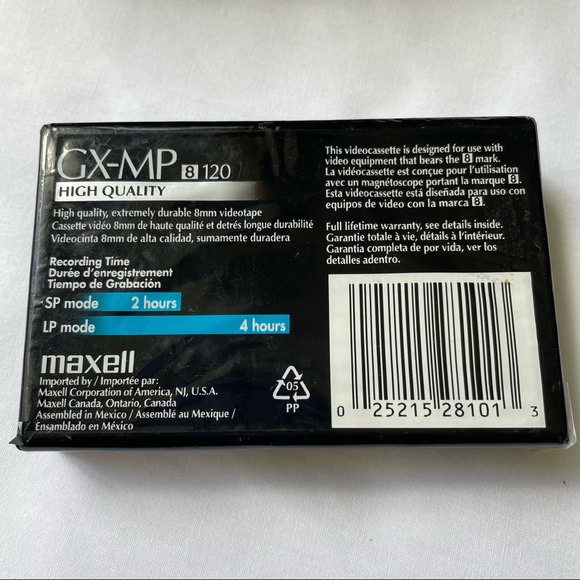 GX-MP 8 120
HIGH QUALITY
High quality, extremely durable 8mm videotape
Cassette vidéo 8mm de haute qualité et detrés longue durabilité
Videocinta 8mm de alta calidad, sumamente duradera
Recording Time
Durée d'enregistrement
Tiempo de Grabación
SP mode 2 hours
LP mode 4 hours
maxell
Imported by / Importée par:
Maxell Corporation of America, NJ, U.S.A.
Maxell Canada, Ontario, Canada
Assembled in Mexico / Assemblé au Mexique /
Ensamblado en México
05
PP
This videocassette is designed for use with
video equipment that bears the 8 mark.
La vidéocassette est conçue pour l'utilisation
avec un magnétoscope portant la marque 8.
Esta videocassette está diseñada para uso con
equipos de video con la marca 8.
Full lifetime warranty, see details inside.
Garantie totale à vie, détails à l'intérieur.
Garantía completa de por vida, ver los
detalles adentro.
0 25215 28101 3